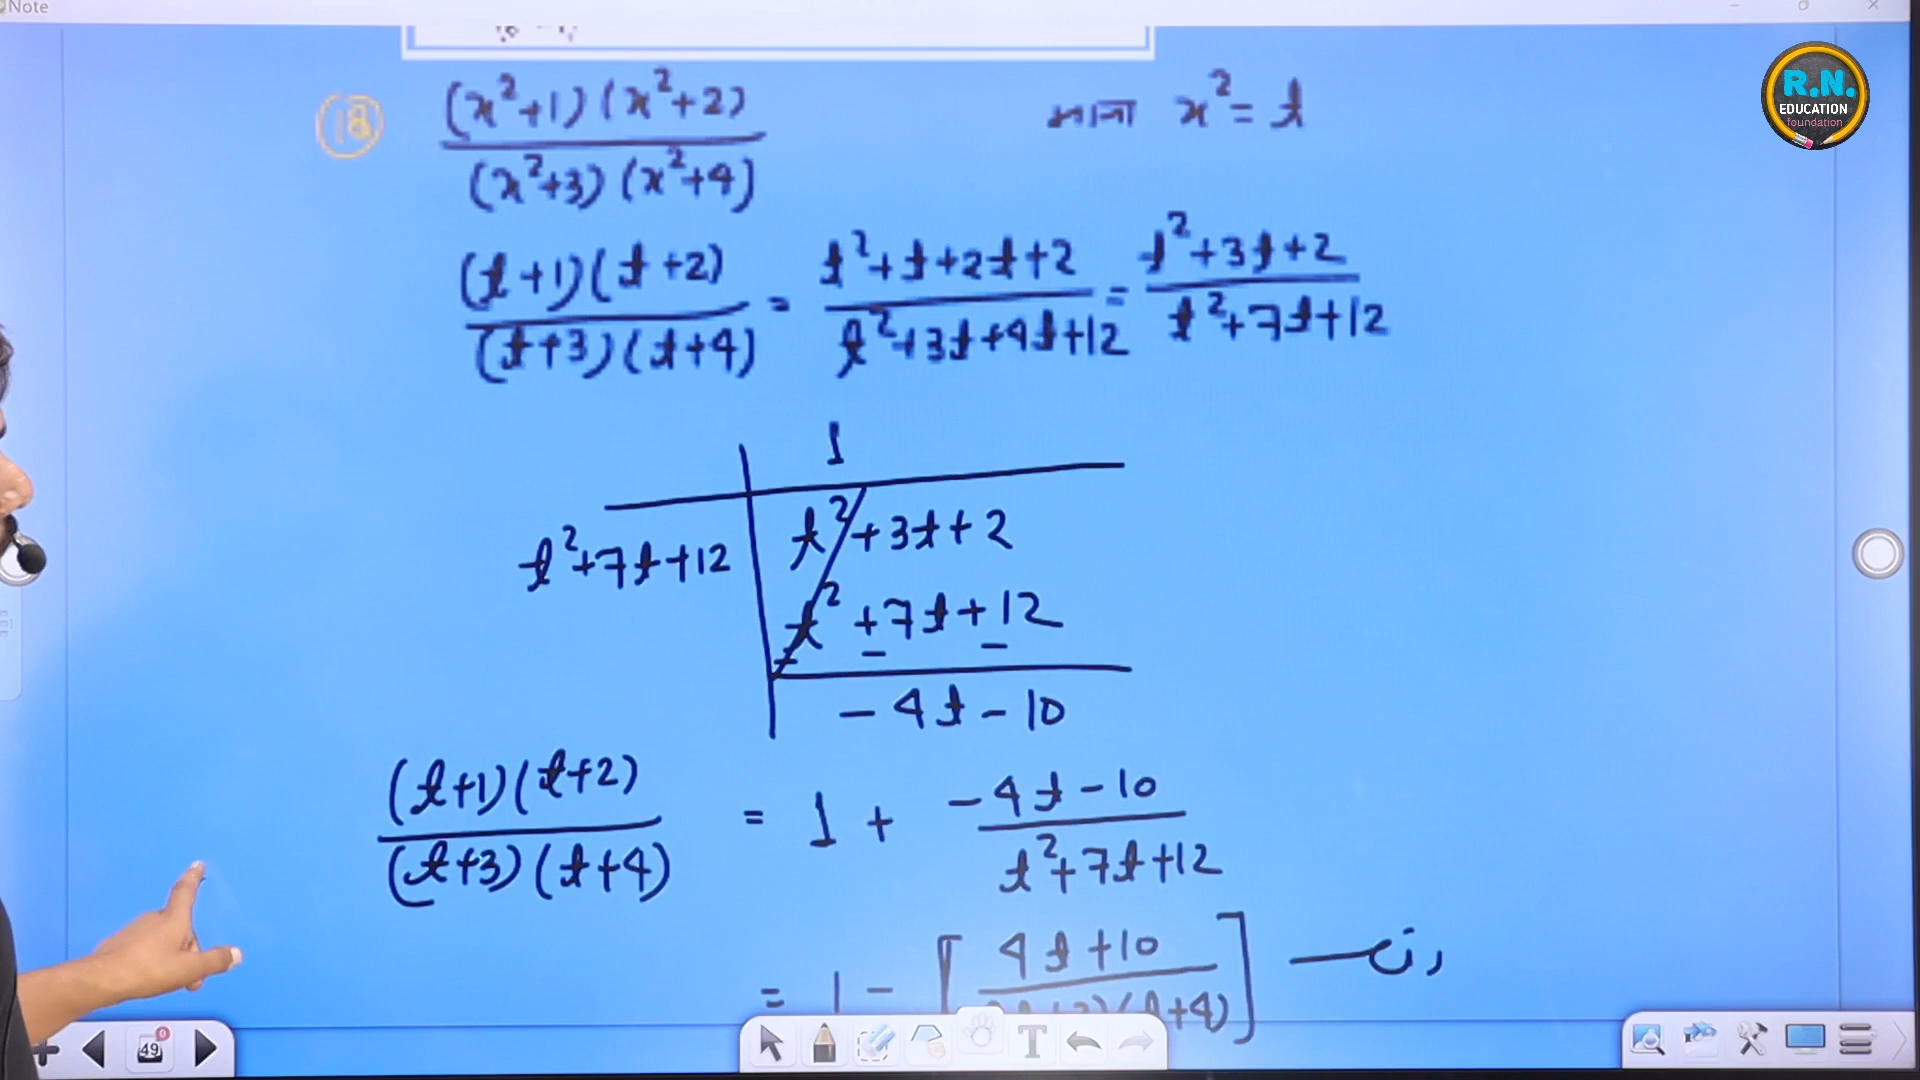 Note
R.N.
EDUCATION
foundation
(18) (x²+1)(x²+2) / (x²+3)(x²+4) माना x² = t
(t+1)(t+2) / (t+3)(t+4) = t²+t+2t+2 / t²+3t+4t+12 = t²+3t+2 / t²+7t+12
1
t²+7t+12 t²+3t+2
t²+7t+12
- - -
-4t-10
(t+1)(t+2) / (t+3)(t+4) = 1 + -4t-10 / t²+7t+12
= 1 - [4t+10 / (t+3)(t+4)]
49
0
T